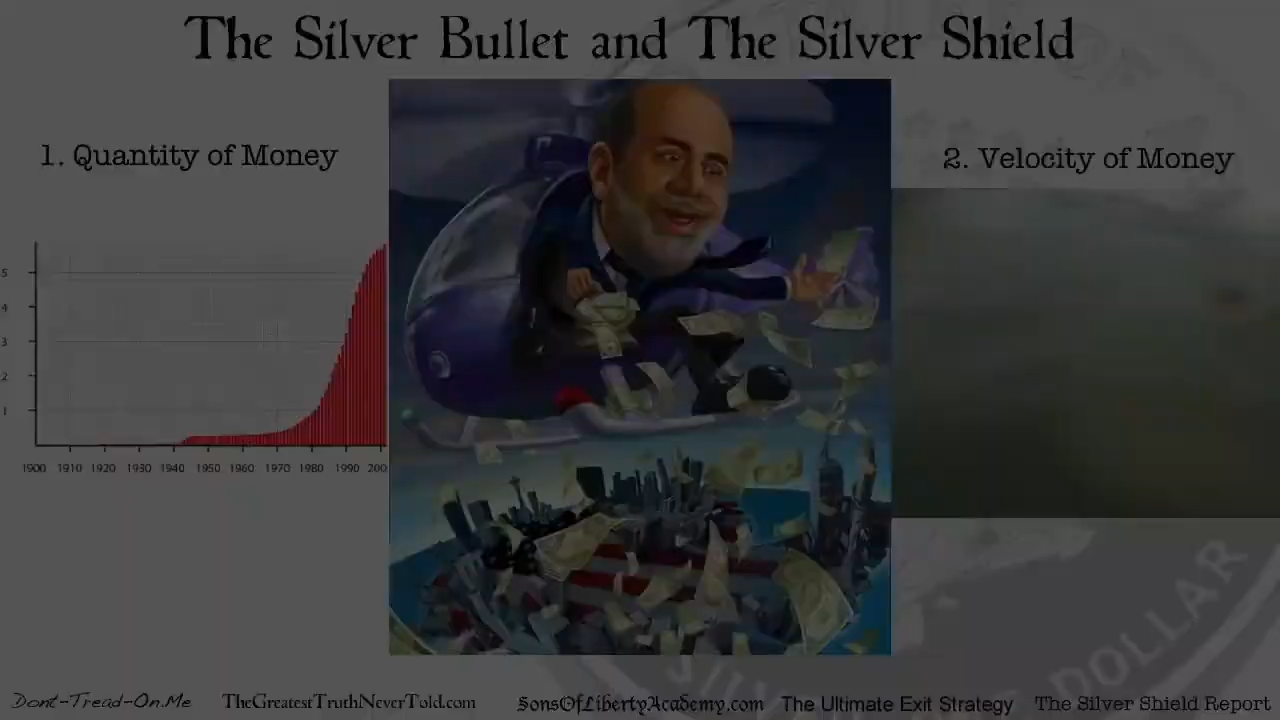 The Silver Bullet and The Silver Shield
1. Quantity of Money
2. Velocity of Money
5
4
3
2
1
1900 1910 1920 1930 1940 1950 1960 1970 1980 1990 200
DOLLAR
Dont-Tread-On.Me TheGreatestTruthNeverTold.com SonsOfLibertyAcademy.com The Ultimate Exit Strategy The Silver Shield Report